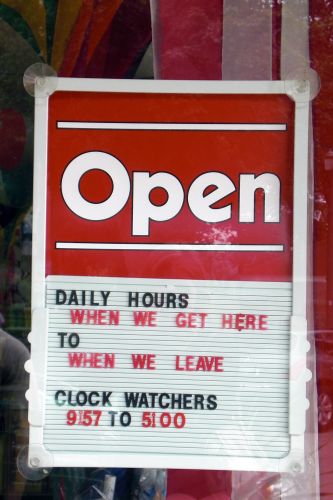 Open
DAILY HOURS
WHEN WE GET HERE
TO
WHEN WE LEAVE
CLOCK WATCHERS
9:57 TO 5:00